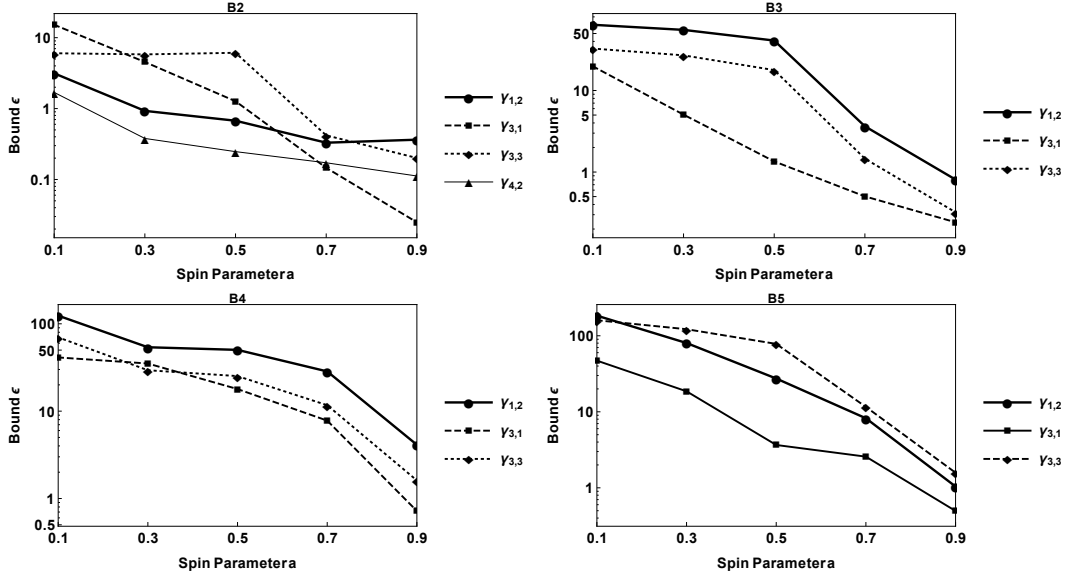 B2
10
1
0.1
Bound ϵ
0.1 0.3 0.5 0.7 0.9
Spin Parameter a
γ1,2
γ3,1
γ3,3
γ4,2
B3
50
10
5
1
0.5
Bound ϵ
0.1 0.3 0.5 0.7 0.9
Spin Parameter a
γ1,2
γ3,1
γ3,3
B4
100
50
10
5
1
0.5
Bound ϵ
0.1 0.3 0.5 0.7 0.9
Spin Parameter a
γ1,2
γ3,1
γ3,3
B5
100
10
1
Bound ϵ
0.1 0.3 0.5 0.7 0.9
Spin Parameter a
γ1,2
γ3,1
γ3,3